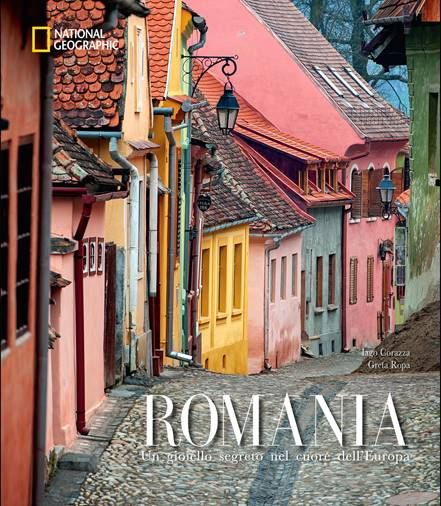 NATIONAL
GEOGRAPHIC
Iago Corazza
Greta Ropa
ROMANIA
Un gioiello segreto nel cuore dell'Europa